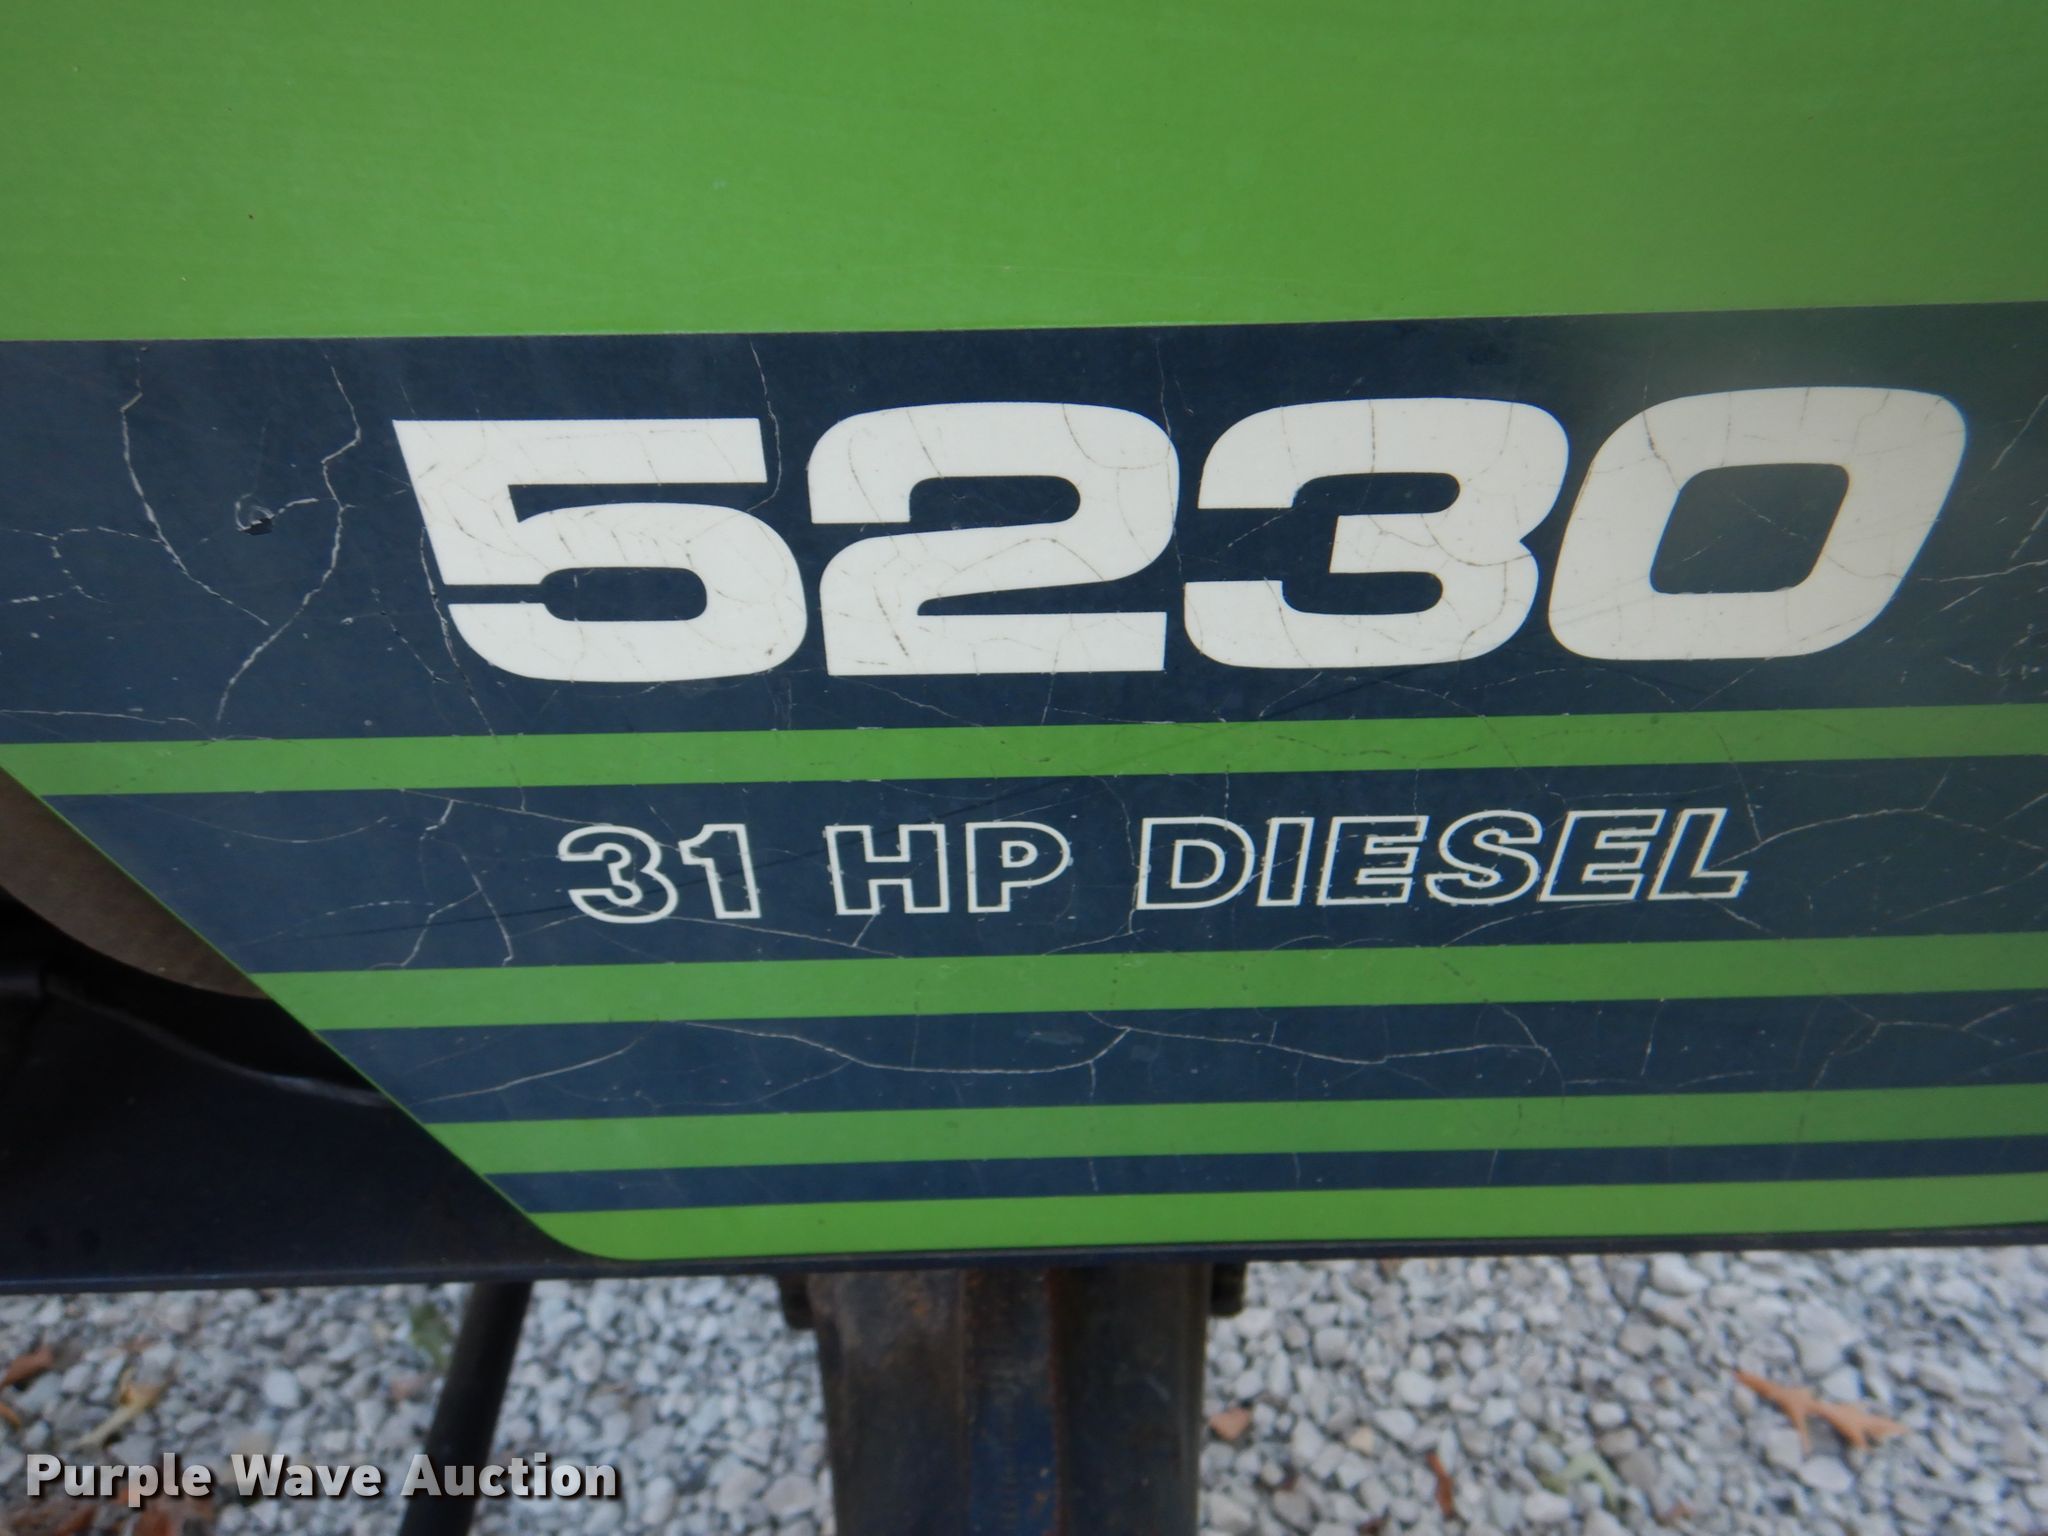 5230
31 HP DIESEL
Purple Wave Auction